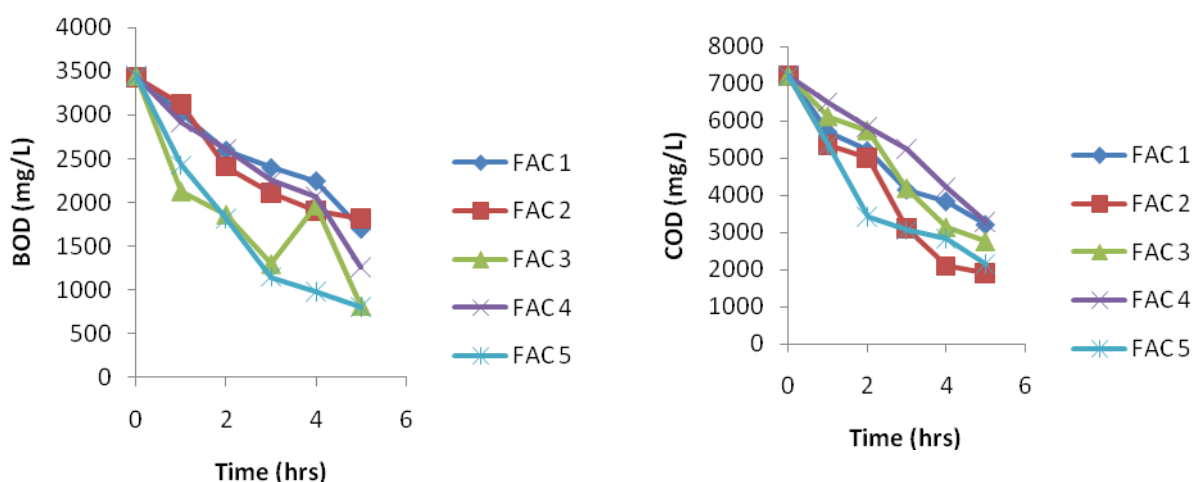 4000
3500
3000
2500
2000
1500
1000
500
0
0 2 4 6
BOD (mg/L)
Time (hrs)
FAC 1
FAC 2
FAC 3
FAC 4
FAC 5
8000
7000
6000
5000
4000
3000
2000
1000
0
0 2 4 6
COD (mg/L)
Time (hrs)
FAC 1
FAC 2
FAC 3
FAC 4
FAC 5